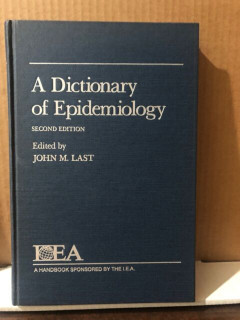 A Dictionary
of Epidemiology
SECOND EDITION
Edited by
JOHN M. LAST
IEA
A HANDBOOK SPONSORED BY THE I.E.A.